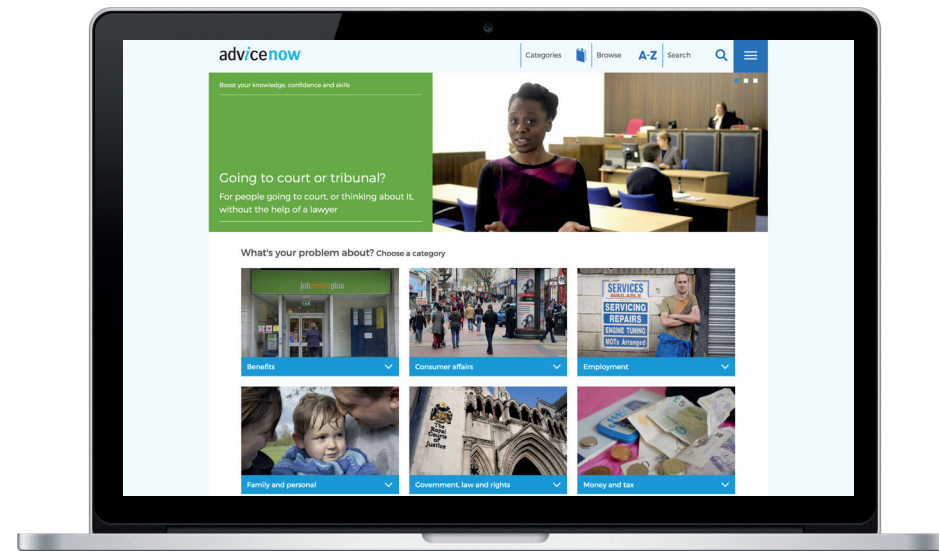 advicenow
Categories
Browse
A-Z
Search
Boost your knowledge, confidence and skills
Going to court or tribunal?
For people going to court, or thinking about it,
without the help of a lawyer
What's your problem about? Choose a category
jobcentreplus
SERVICES
AVAILABLE
SERVICING
REPAIRS
ENGINE TUNING
MOTs Arranged
Benefits
Consumer affairs
Employment
The
Royal
Courts
of
Justice
5
Family and personal
Government, law and rights
Money and tax